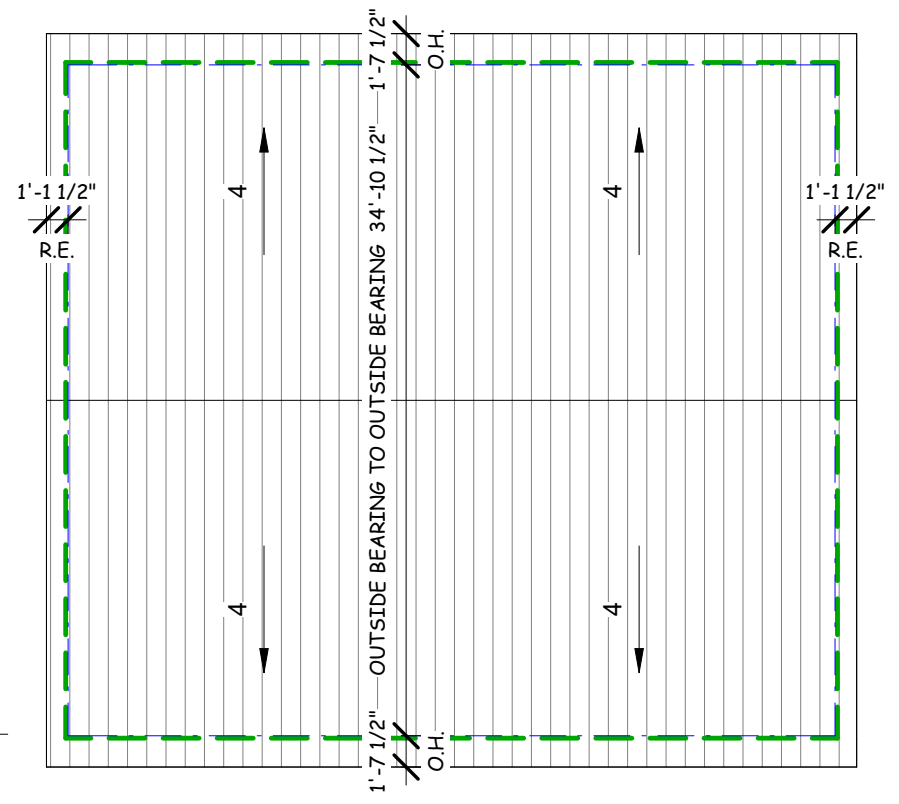 1'-7 1/2"
O.H.
4
4
1'-1 1/2"
R.E.
1'-1 1/2"
R.E.
OUTSIDE BEARING TO OUTSIDE BEARING 34'-10 1/2"
4
4
1'-7 1/2"
O.H.